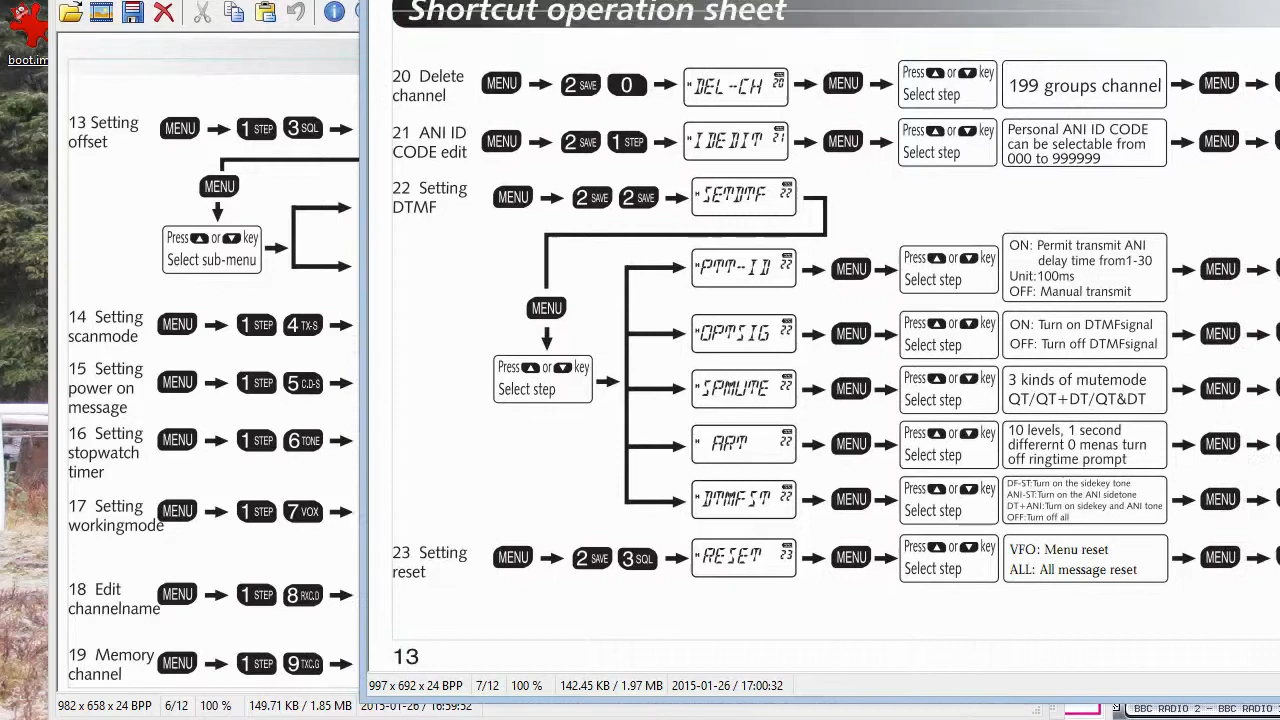 boot.im
Shortcut operation sheet
13 Setting
offset
MENU
1 STEP
3 SQL
MENU
Press ▲ or ▼ key
Select sub-menu
14 Setting
scanmode
MENU
1 STEP
4 TX-S
15 Setting
power on
message
MENU
1 STEP
5 C.D-S
16 Setting
stopwatch
timer
MENU
1 STEP
6 TONE
17 Setting
workingmode
MENU
1 STEP
7 VOX
18 Edit
channelname
MENU
1 STEP
8 RXC.D
19 Memory
channel
MENU
1 STEP
9 TXC.G
982 x 658 x 24 BPP 6/12 100 % 149.71 KB / 1.85 MB 2015-01-26 / 16:59:52
20 Delete
channel
MENU
2 SAVE
0
DEL-CH 20
MENU
Press ▲ or ▼ key
Select step
199 groups channel
MENU
21 ANI ID
CODE edit
MENU
2 SAVE
1 STEP
IDEDIT 21
MENU
Press ▲ or ▼ key
Select step
Personal ANI ID CODE
can be selectable from
000 to 999999
MENU
22 Setting
DTMF
MENU
2 SAVE
2 SAVE
SETDTF 22
MENU
Press ▲ or ▼ key
Select step
PTT-ID 22
MENU
Press ▲ or ▼ key
Select step
ON: Permit transmit ANI
delay time from1-30
Unit:100ms
OFF: Manual transmit
MENU
OPTSIG 22
MENU
Press ▲ or ▼ key
Select step
ON: Turn on DTMFsignal
OFF: Turn off DTMFsignal
MENU
SPMUTE 22
MENU
Press ▲ or ▼ key
Select step
3 kinds of mutemode
QT/QT+DT/QT&DT
MENU
ART 22
MENU
Press ▲ or ▼ key
Select step
10 levels, 1 second
differernt 0 menas turn
off ringtime prompt
MENU
DTMFST 22
MENU
Press ▲ or ▼ key
Select step
DF-ST:Turn on the sidekey tone
ANI-ST:Turn on the ANI sidetone
DT+ANI:Turn on sidekey and ANI tone
OFF:Turn off all
MENU
23 Setting
reset
MENU
2 SAVE
3 SQL
RESET 23
MENU
Press ▲ or ▼ key
Select step
VFO: Menu reset
ALL: All message reset
MENU
13
997 x 692 x 24 BPP 7/12 100 % 142.45 KB / 1.97 MB 2015-01-26 / 17:00:32
BBC RADIO 2 - BBC RADIO